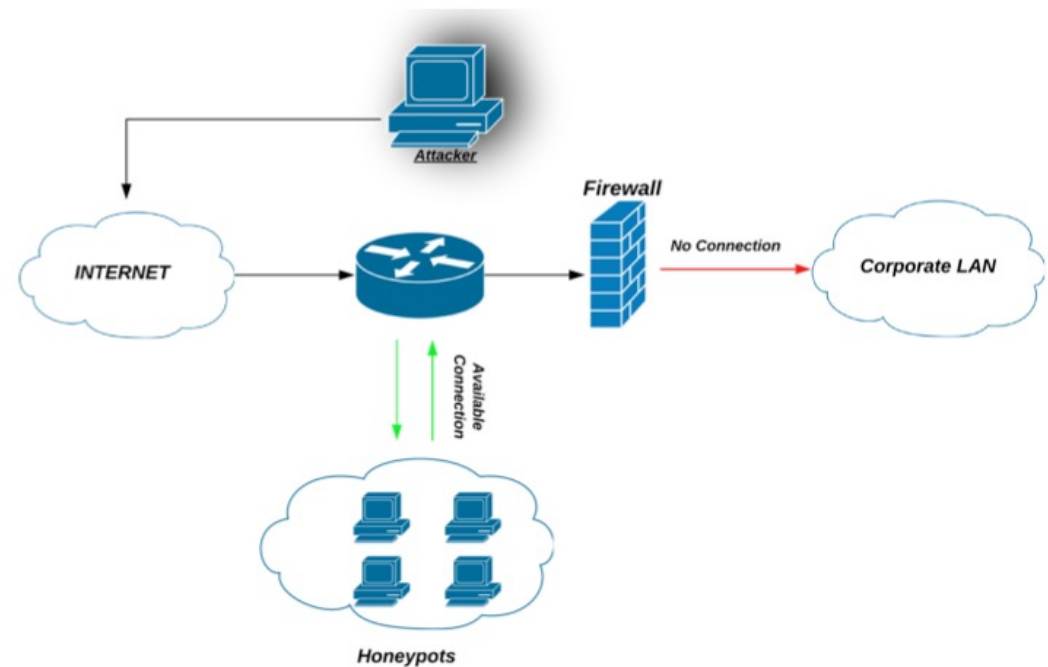 Attacker
Firewall
INTERNET
No Connection
Corporate LAN
Available
Connection
Honeypots